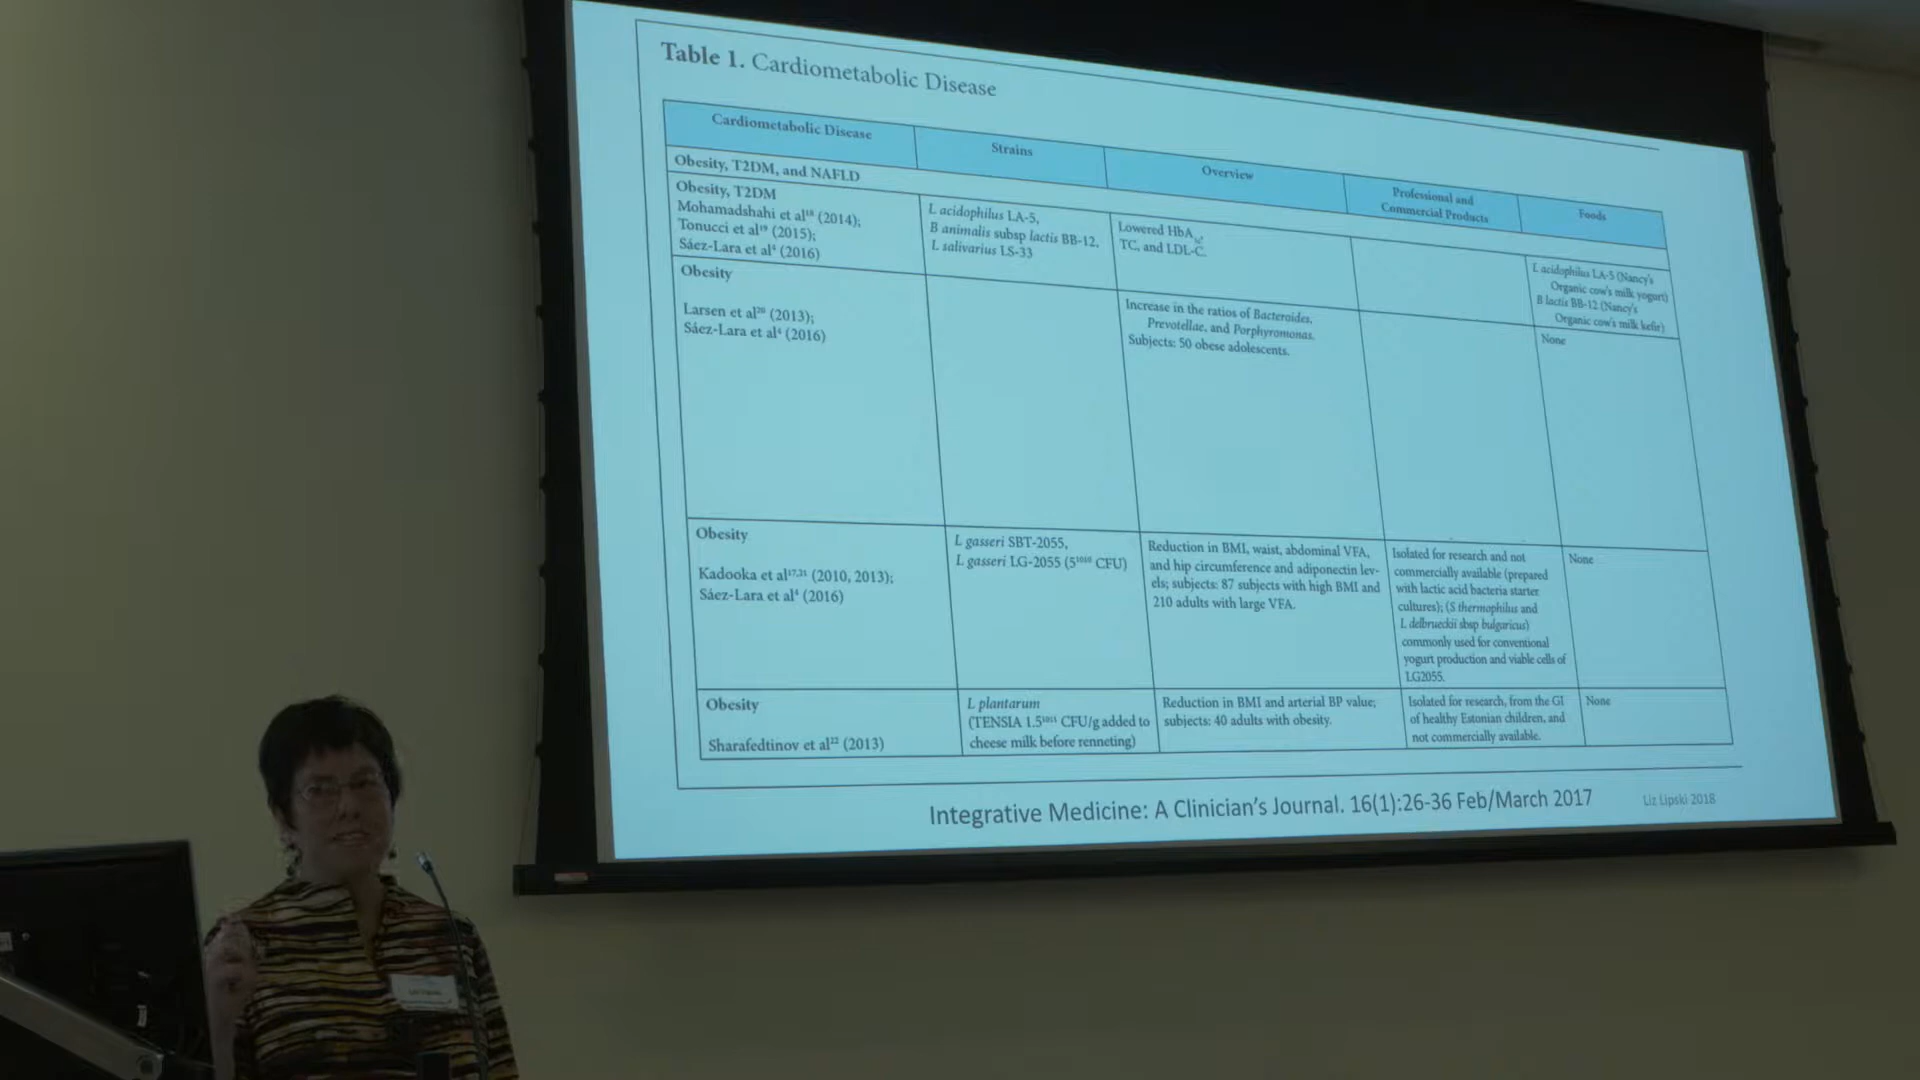 Table 1. Cardiometabolic Disease
Cardiometabolic Disease
Strains
Overview
Professional and
Commercial Products
Foods
Obesity, T2DM, and NAFLD
Obesity, T2DM
Mohamadshahi et al¹⁸ (2014);
Tonucci et al¹⁹ (2015);
Sáez-Lara et al⁴ (2016)
L acidophilus LA-5,
B animalis subsp lactis BB-12,
L salivarius LS-33
Lowered HbA₁c,
TC, and LDL-C.
L acidophilus LA-5 (Nancy's
Organic cow's milk yogurt)
B lactis BB-12 (Nancy's
Organic cow's milk kefir)
Obesity
Larsen et al²⁰ (2013);
Sáez-Lara et al⁴ (2016)
Increase in the ratios of Bacteroides,
Prevotellae, and Porphyromonas.
Subjects: 50 obese adolescents.
None
Obesity
Kadooka et al¹⁷,²¹ (2010, 2013);
Sáez-Lara et al⁴ (2016)
L gasseri SBT-2055,
L gasseri LG-2055 (5¹⁰¹⁰ CFU)
Reduction in BMI, waist, abdominal VFA,
and hip circumference and adiponectin lev-
els; subjects: 87 subjects with high BMI and
210 adults with large VFA.
Isolated for research and not
commercially available (prepared
with lactic acid bacteria starter
cultures); (S thermophilus and
L delbrueckii sbsp bulgaricus)
commonly used for conventional
yogurt production and viable cells of
LG2055.
None
Obesity
Sharafedtinov et al²² (2013)
L plantarum
(TENSIA 1.5¹⁰¹¹ CFU/g added to
cheese milk before renneting)
Reduction in BMI and arterial BP value;
subjects: 40 adults with obesity.
Isolated for research, from the GI
of healthy Estonian children, and
not commercially available.
None
Integrative Medicine: A Clinician's Journal. 16(1):26-36 Feb/March 2017
Liz Lipski 2018